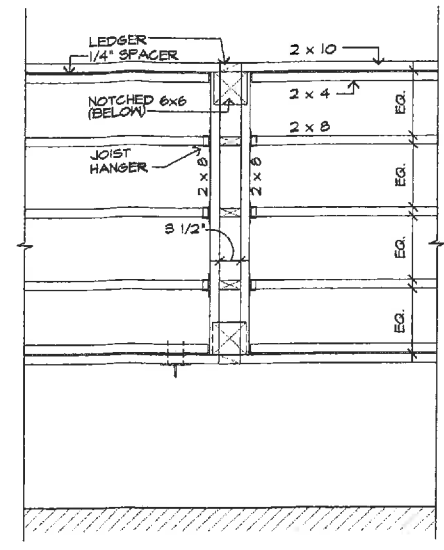 LEDGER
1/4" SPACER
2 x 10
2 x 4
NOTCHED 6x6
(BELOW)
2 x 8
JOIST
HANGER
2 x 8
2 x 8
3 1/2"
EQ.
EQ.
EQ.
EQ.